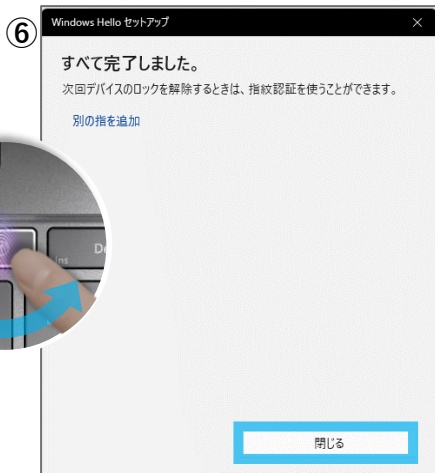 ⑥
Windows Hello セットアップ
すべて完了しました。
次回デバイスのロックを解除するときは、指紋認証を使うことができます。
別の指を追加
De
Ins
閉じる